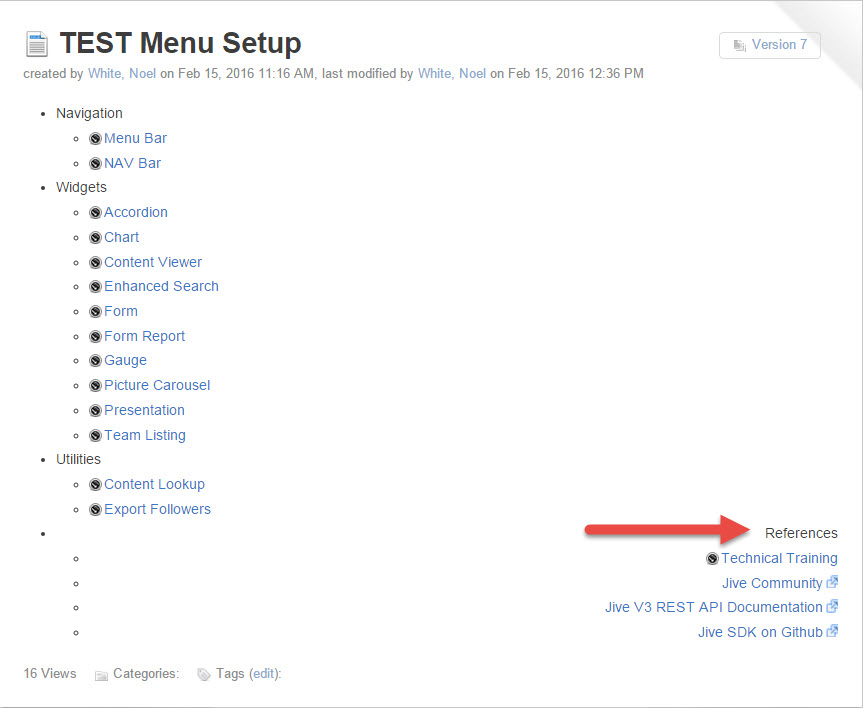 TEST Menu Setup
Version 7
created by White, Noel on Feb 15, 2016 11:16 AM, last modified by White, Noel on Feb 15, 2016 12:36 PM
Navigation
Menu Bar
NAV Bar
Widgets
Accordion
Chart
Content Viewer
Enhanced Search
Form
Form Report
Gauge
Picture Carousel
Presentation
Team Listing
Utilities
Content Lookup
Export Followers
References
Technical Training
Jive Community
Jive V3 REST API Documentation
Jive SDK on Github
16 Views Categories: Tags (edit):